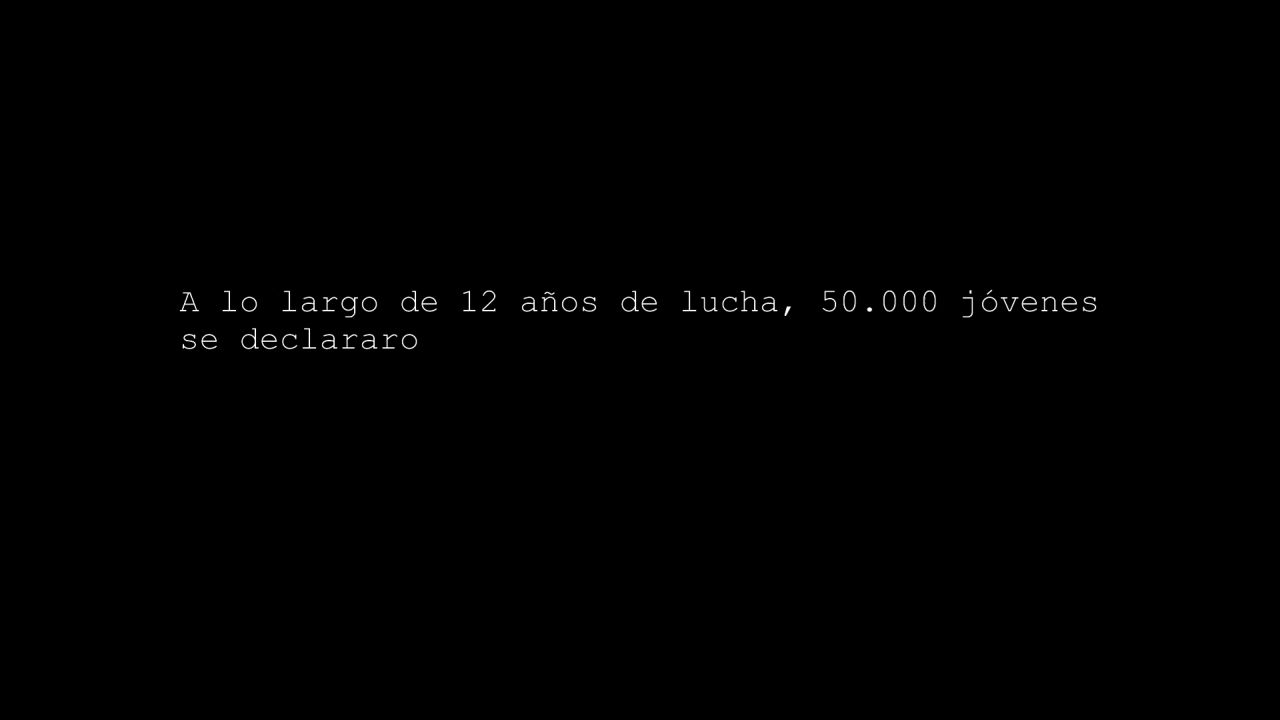 A lo largo de 12 años de lucha, 50.000 jóvenes
se declararo